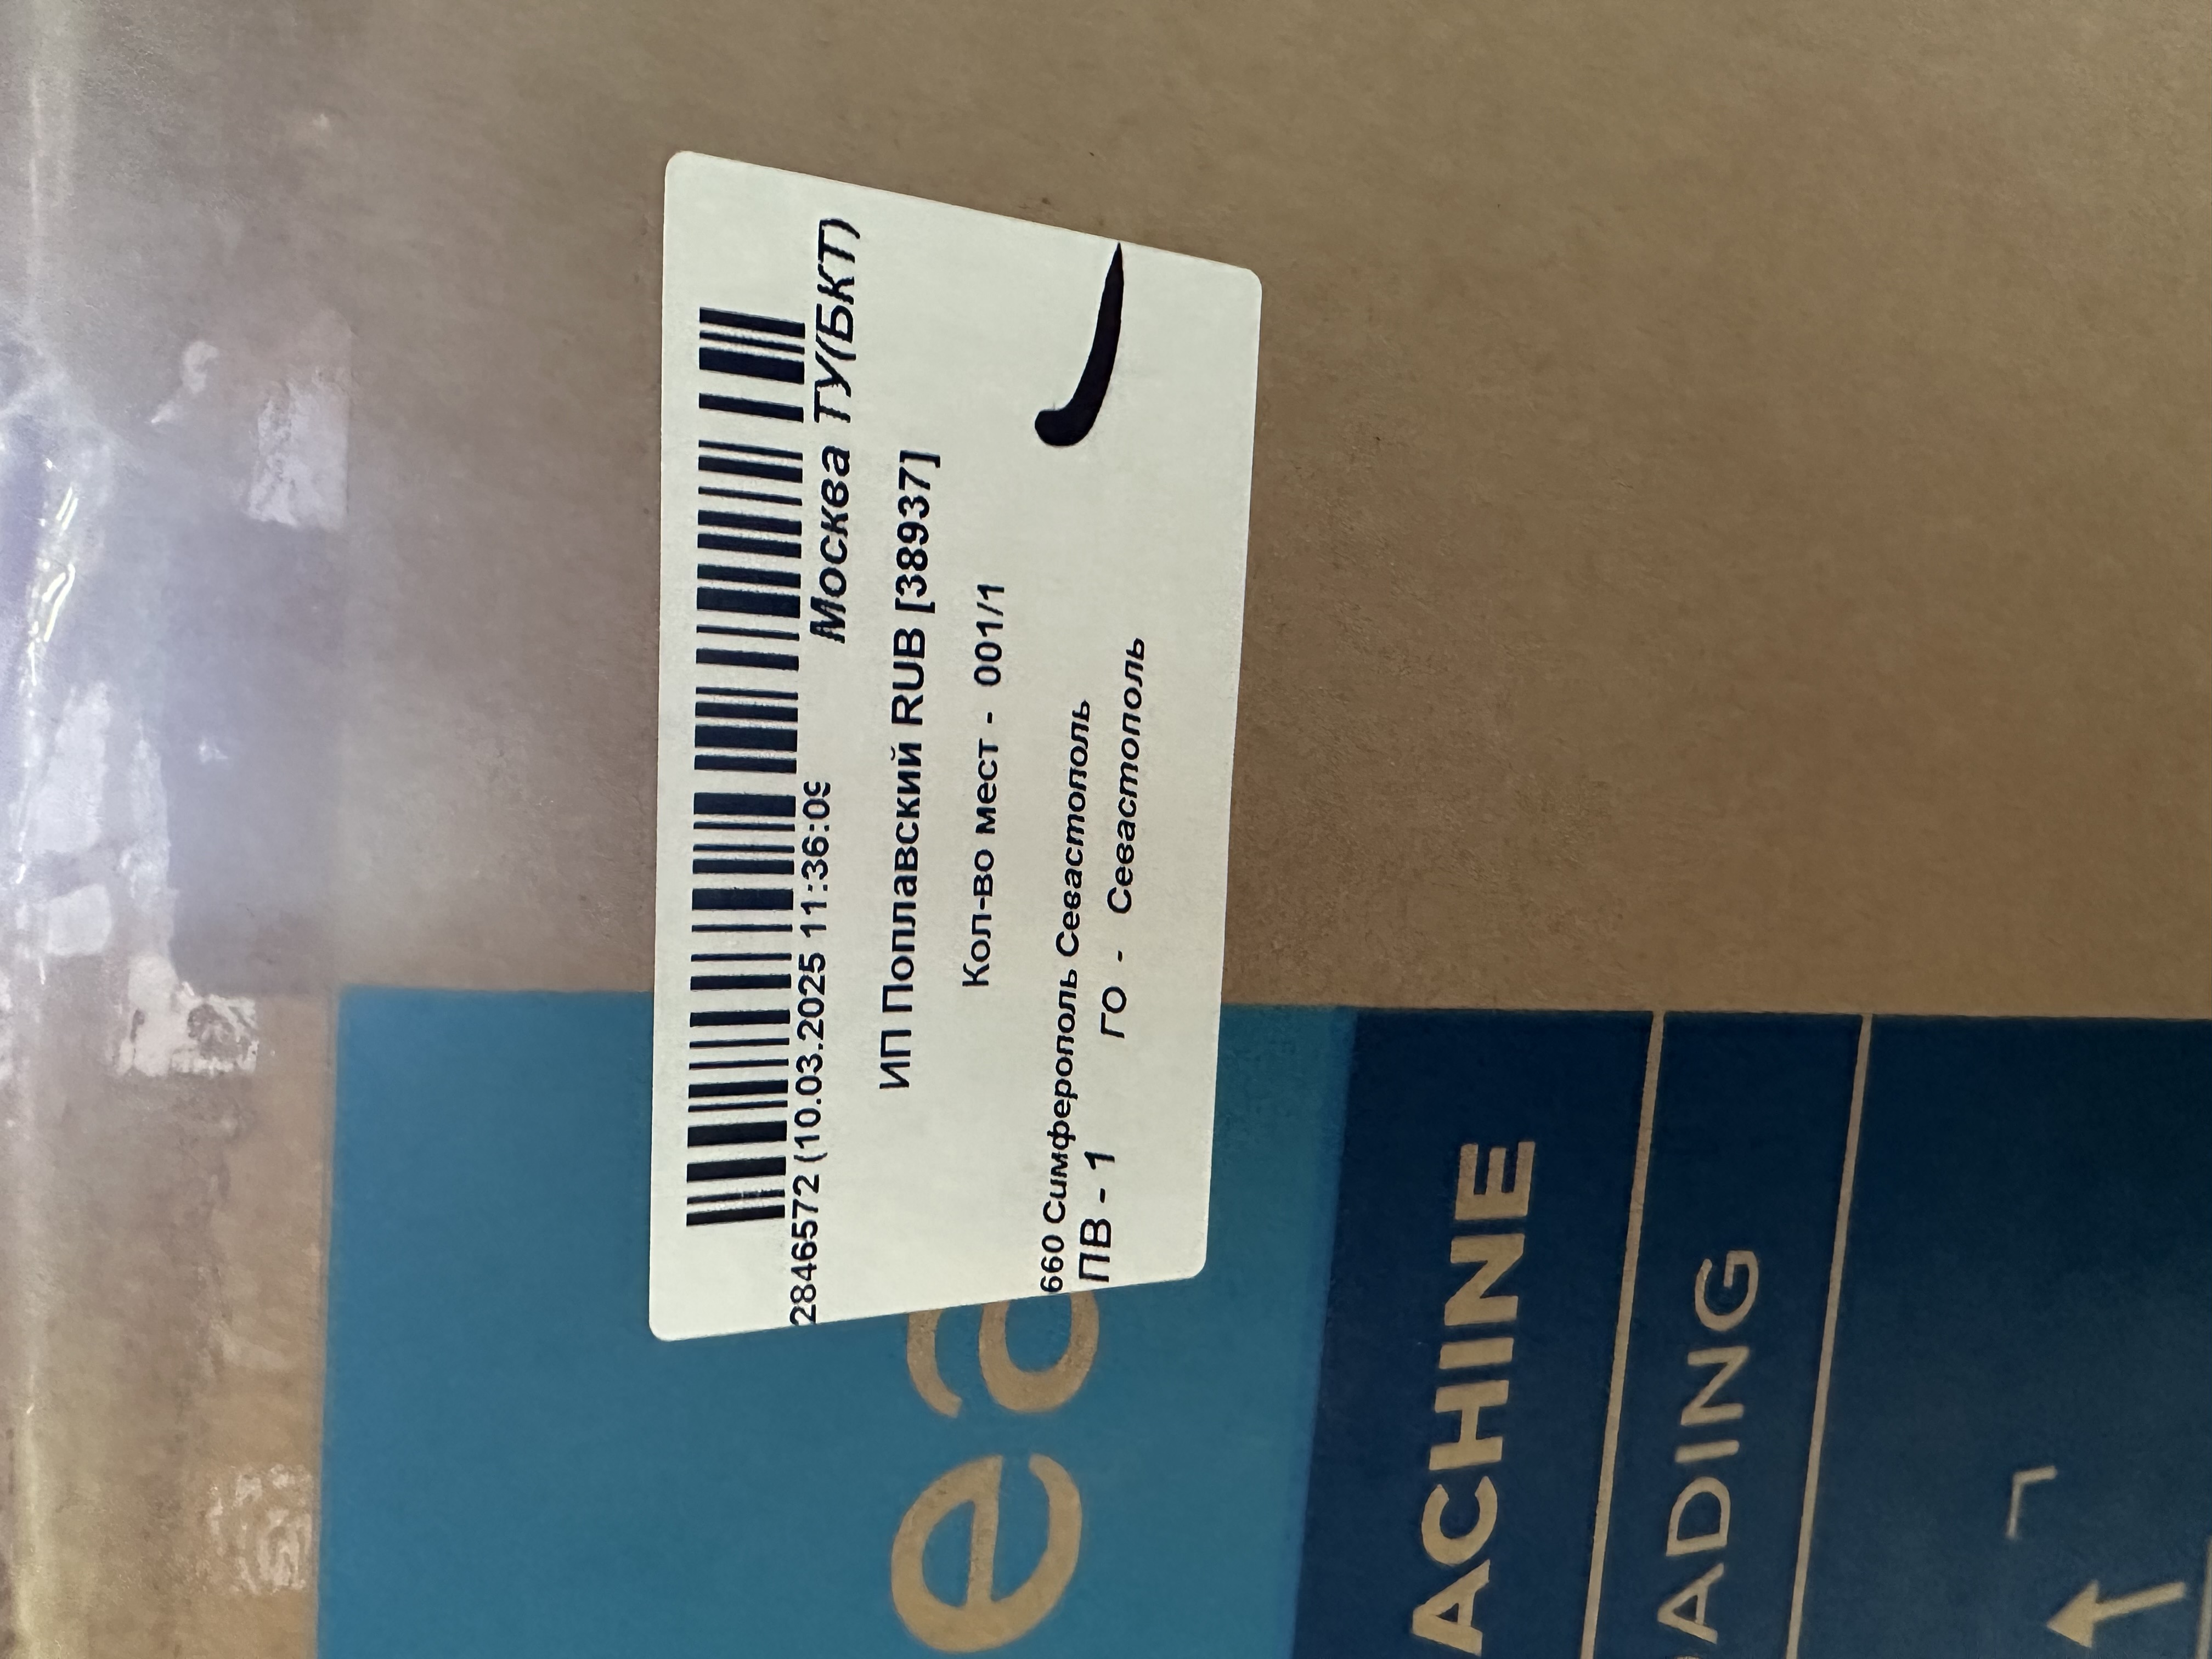 2846572 (10.03.2025 11:36:09
Москва ТУ(БКТ)
ИП Поплавский RUB [38937]
Кол-во мест - 001/1
660 Симферополь Севастополь
ПВ - 1 ГО - Севастополь
ACHINE
ADING